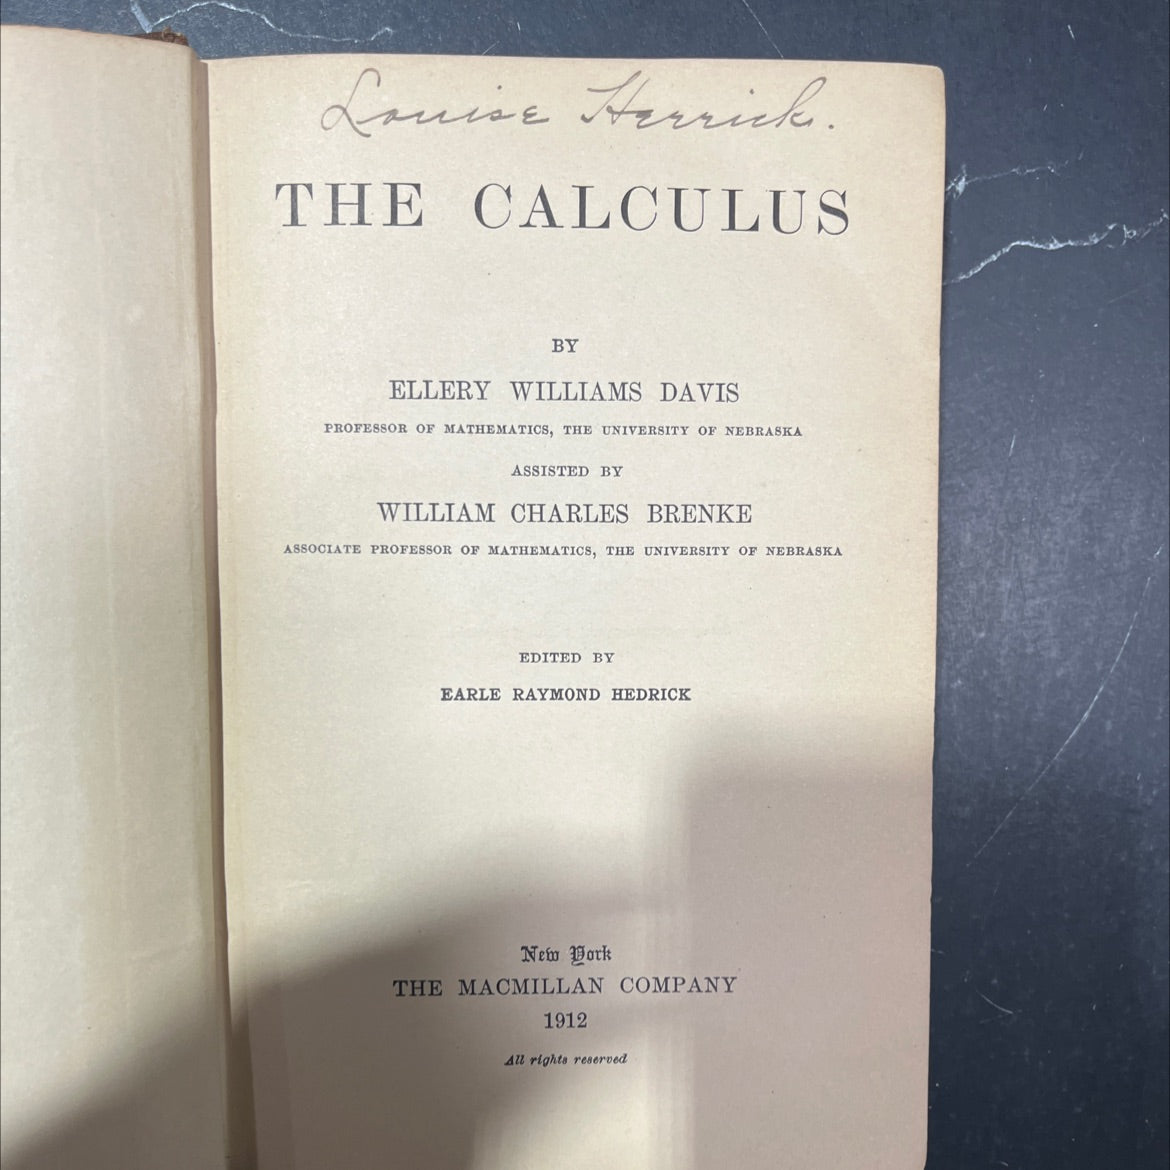 Louise Herrick.
THE CALCULUS
BY
ELLERY WILLIAMS DAVIS
PROFESSOR OF MATHEMATICS, THE UNIVERSITY OF NEBRASKA
ASSISTED BY
WILLIAM CHARLES BRENKE
ASSOCIATE PROFESSOR OF MATHEMATICS, THE UNIVERSITY OF NEBRASKA
EDITED BY
EARLE RAYMOND HEDRICK
New York
THE MACMILLAN COMPANY
1912
All rights reserved